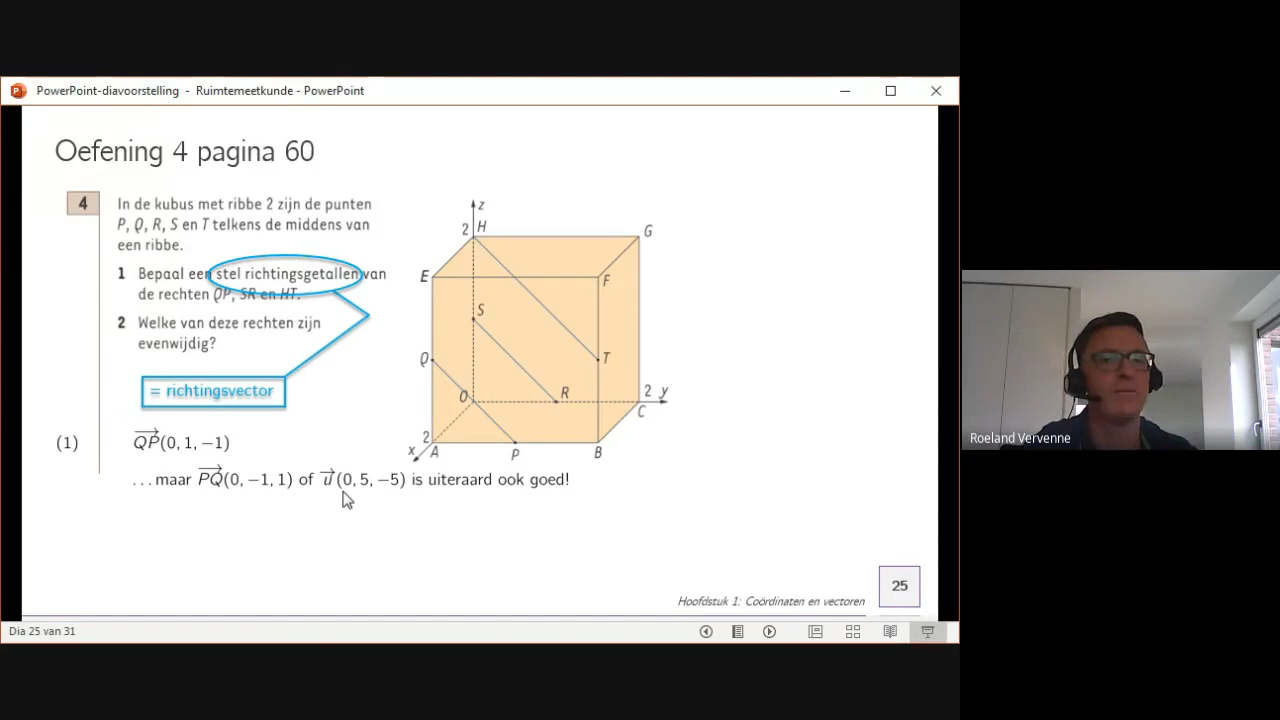 PowerPoint-diavoorstelling - Ruimtemeetkunde - PowerPoint
Oefening 4 pagina 60
4
In de kubus met ribbe 2 zijn de punten
P, Q, R, S en T telkens de middens van
een ribbe.
1 Bepaal een stel richtingsgetallen van
de rechten QP, SR en HT.
2 Welke van deze rechten zijn
evenwijdig?
= richtingsvector
z
2 H
G
E
F
S
Q
T
O
R
2 y
C
2
x A
P
B
(1) QP⃗(0, 1, −1)
...maar PQ⃗(0, −1, 1) of u⃗(0, 5, −5) is uiteraard ook goed!
25
Hoofdstuk 1: Coördinaten en vectoren
Dia 25 van 31
Roeland Vervenne